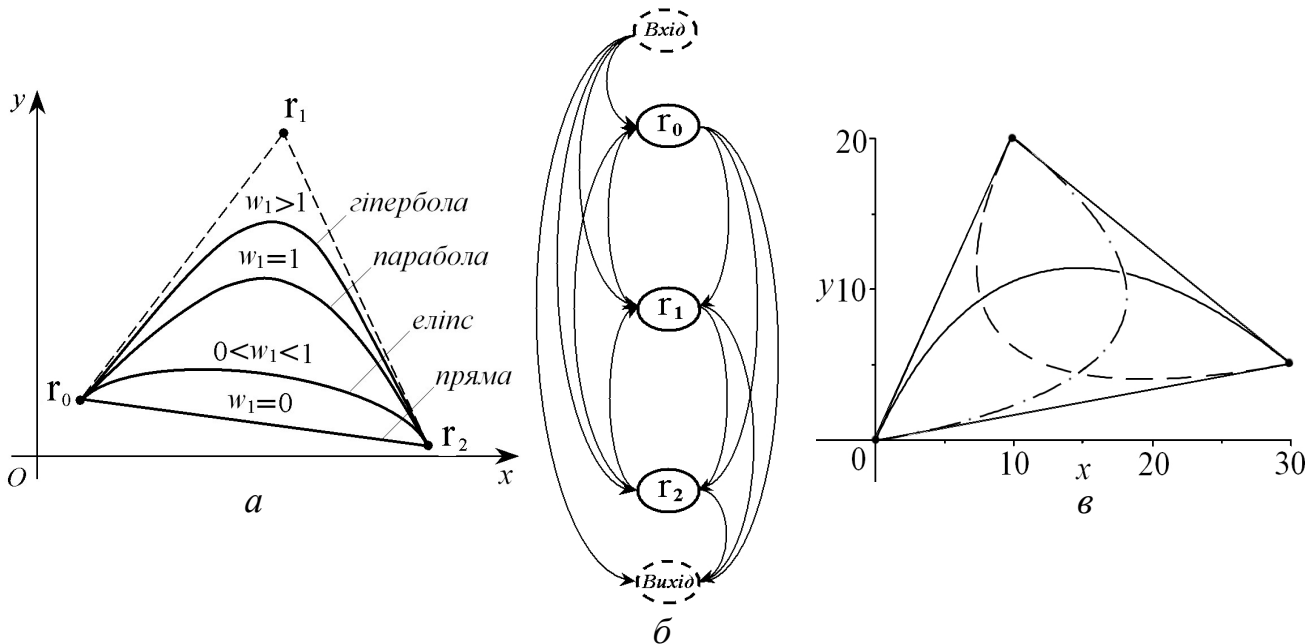 y
r₁
w₁>1
гіпербола
w₁=1
парабола
еліпс
0<w₁<1
пряма
r₀
w₁=0
r₂
O
x
а
Вхід
r₀
r₁
r₂
Вихід
б
20
y
10
0
10
x
20
30
в